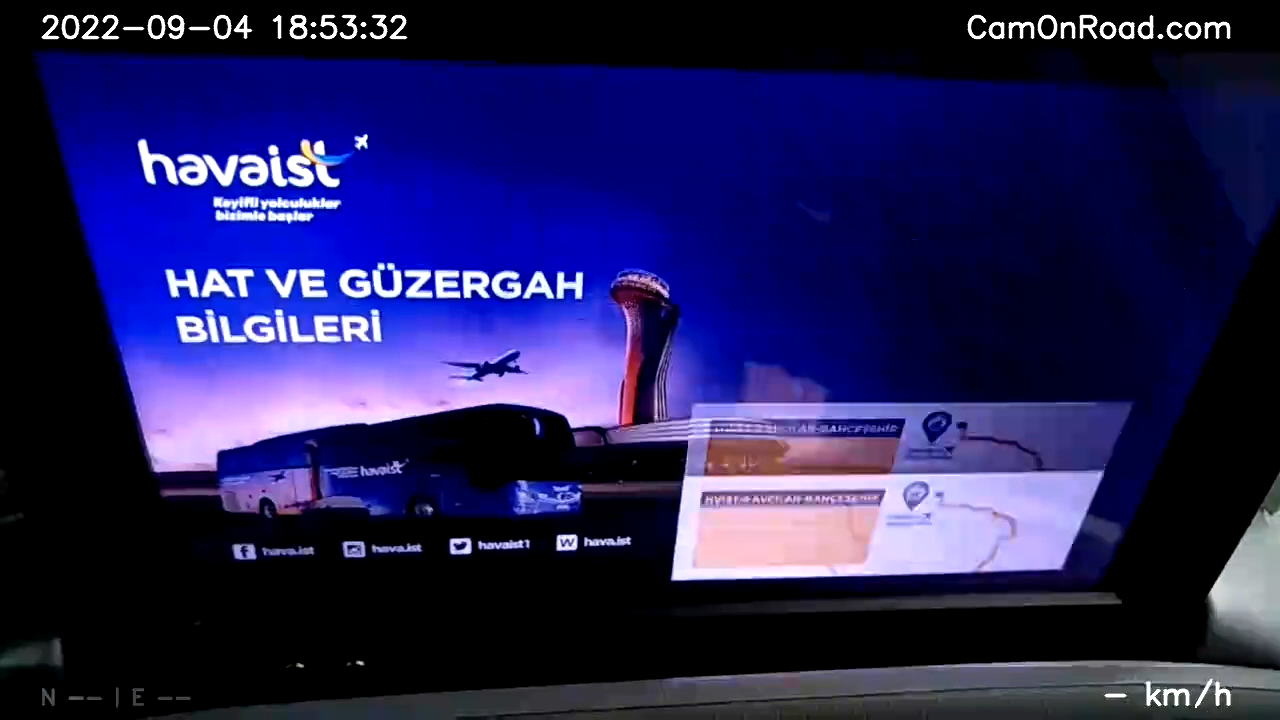 2022-09-04 18:53:32
CamOnRoad.com
havaist
Keyifli yolculuklar
bizimle başlar
HAT VE GÜZERGAH
BİLGİLERİ
havaist
hava.ist
hava.ist
havaist1
hava.ist
N -- | E --
- km/h